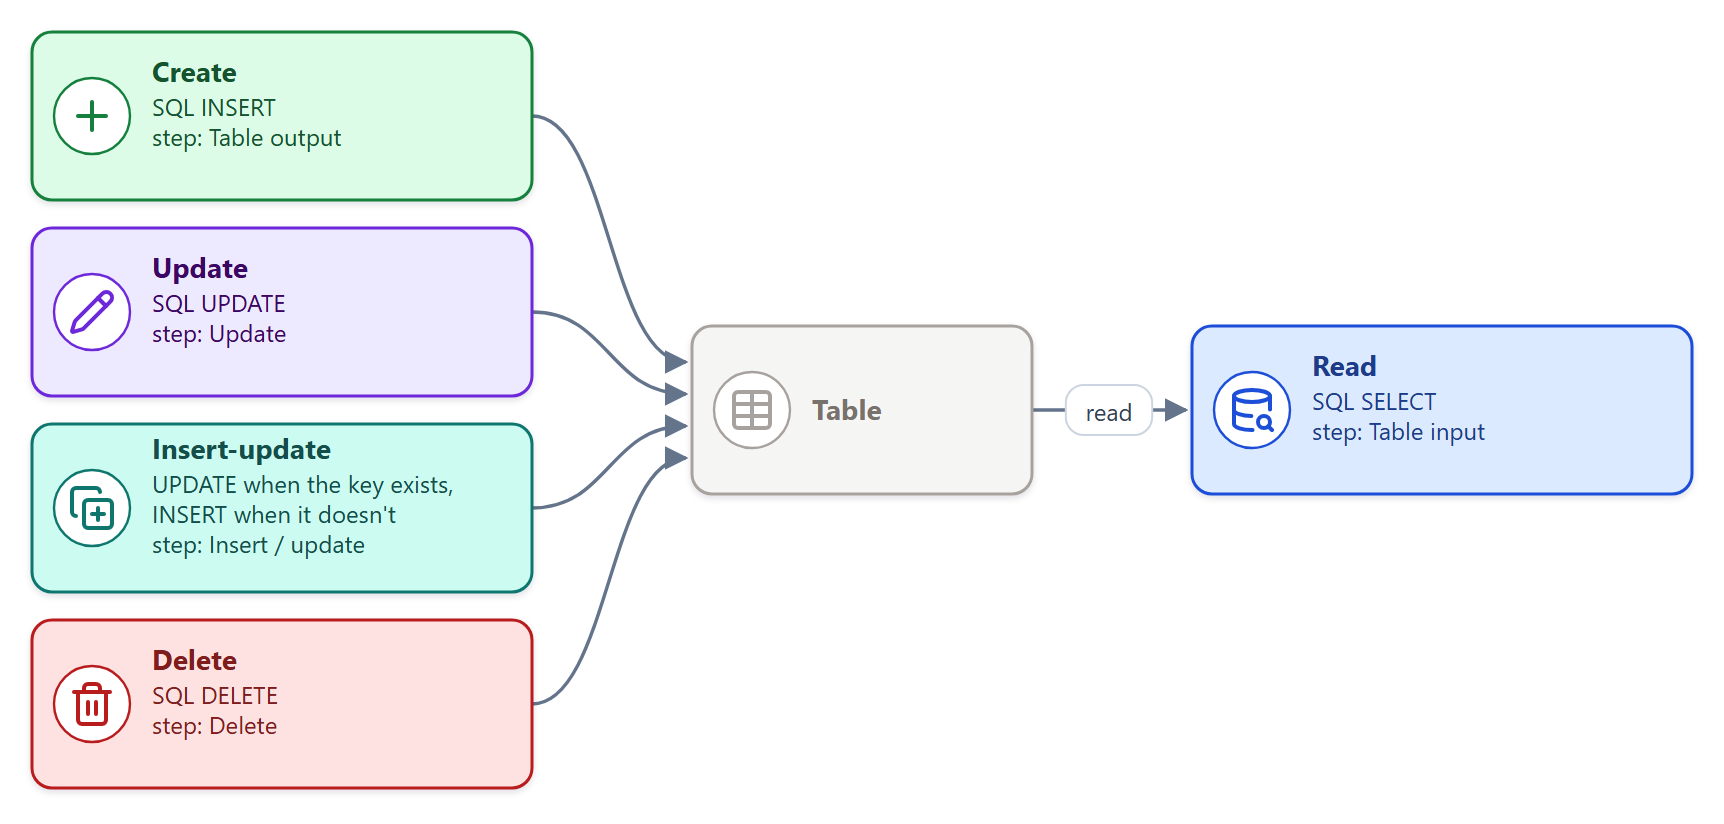 Create
SQL INSERT
step: Table output
Update
SQL UPDATE
step: Update
Insert-update
UPDATE when the key exists,
INSERT when it doesn't
step: Insert / update
Delete
SQL DELETE
step: Delete
Table
read
Read
SQL SELECT
step: Table input